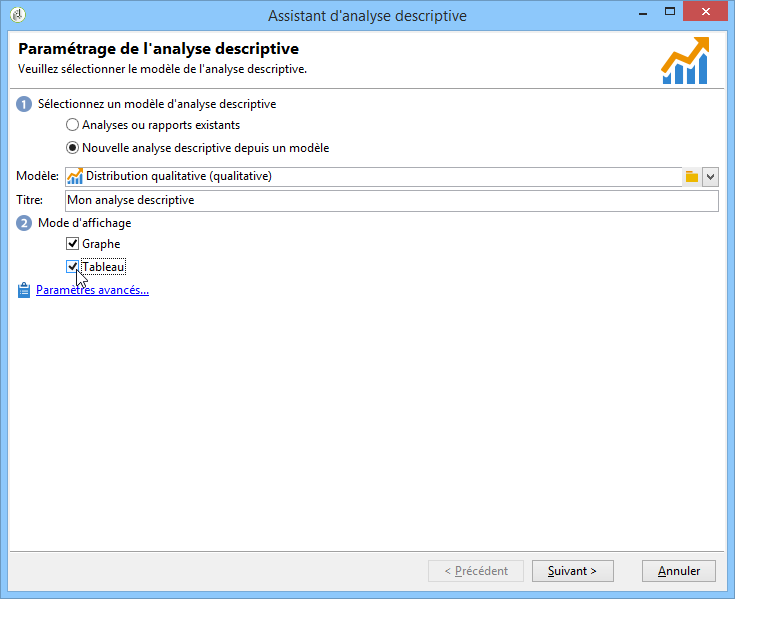 Assistant d'analyse descriptive
Paramétrage de l'analyse descriptive
Veuillez sélectionner le modèle de l'analyse descriptive.
1 Sélectionnez un modèle d'analyse descriptive
Analyses ou rapports existants
Nouvelle analyse descriptive depuis un modèle
Modèle: Distribution qualitative (qualitative)
Titre: Mon analyse descriptive
2 Mode d'affichage
Graphe
Tableau
Paramètres avancés...
< Précédent Suivant > Annuler